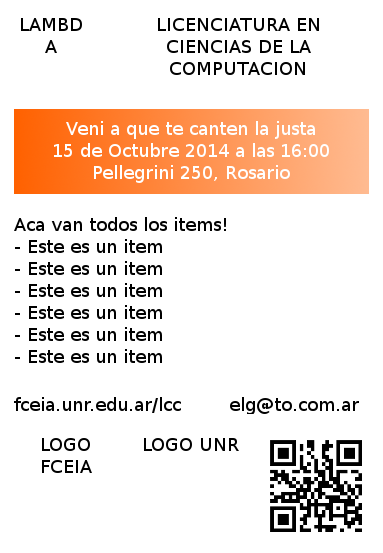 LAMBD
A
LICENCIATURA EN
CIENCIAS DE LA
COMPUTACION
Veni a que te canten la justa
15 de Octubre 2014 a las 16:00
Pellegrini 250, Rosario
Aca van todos los items!
- Este es un item
- Este es un item
- Este es un item
- Este es un item
- Este es un item
- Este es un item
fceia.unr.edu.ar/lcc
elg@to.com.ar
LOGO
FCEIA
LOGO UNR